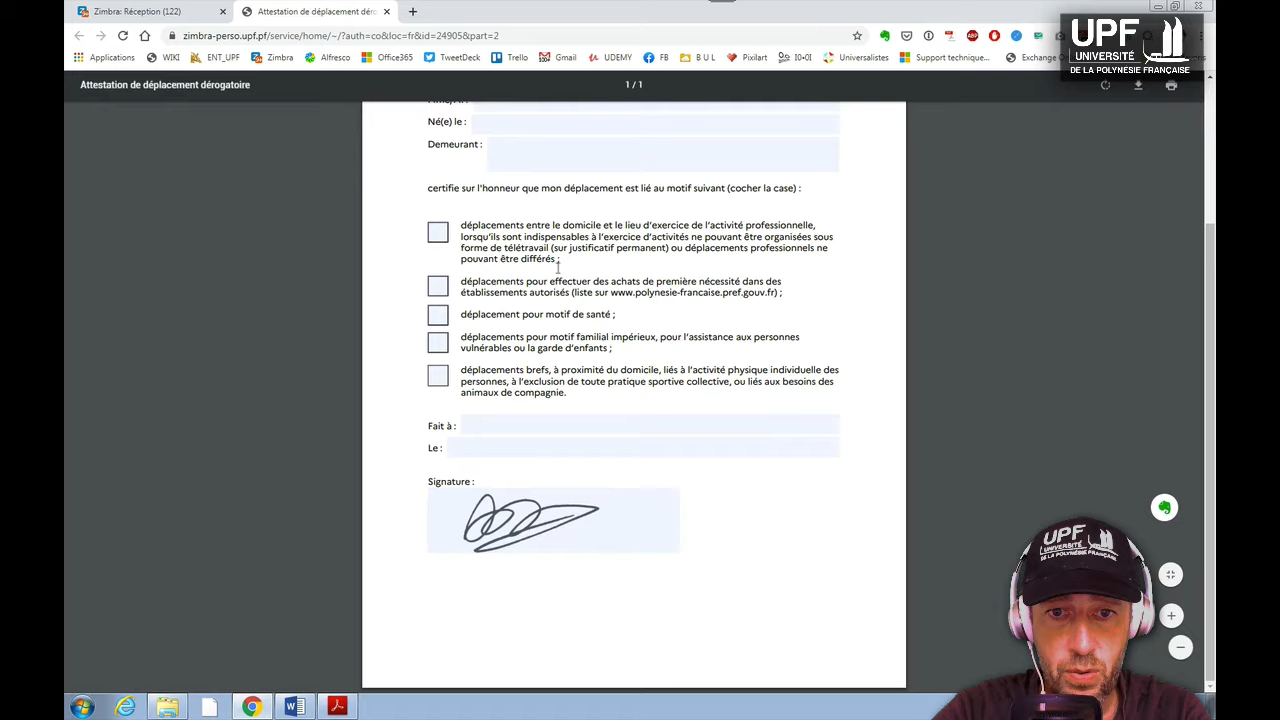 Zimbra: Réception (122)
Attestation de déplacement déro
zimbra-perso.upf.pf/service/home/~/?auth=co&loc=fr&id=24905&part=2
Applications
WIKI
ENT_UPF
Zimbra
Alfresco
Office365
TweetDeck
Trello
Gmail
UDEMY
FB
B U L
Pixilart
Universalistes
Support technique...
Exchange O
UPF
UNIVERSITÉ
DE LA POLYNÉSIE FRANÇAISE
Attestation de déplacement dérogatoire
1 / 1
Né(e) le :
Demeurant :
certifie sur l'honneur que mon déplacement est lié au motif suivant (cocher la case) :
déplacements entre le domicile et le lieu d'exercice de l'activité professionnelle,
lorsqu'ils sont indispensables à l'exercice d'activités ne pouvant être organisées sous
forme de télétravail (sur justificatif permanent) ou déplacements professionnels ne
pouvant être différés ;
déplacements pour effectuer des achats de première nécessité dans des
établissements autorisés (liste sur www.polynesie-francaise.pref.gouv.fr) ;
déplacement pour motif de santé ;
déplacements pour motif familial impérieux, pour l'assistance aux personnes
vulnérables ou la garde d'enfants ;
déplacements brefs, à proximité du domicile, liés à l'activité physique individuelle des
personnes, à l'exclusion de toute pratique sportive collective, ou liés aux besoins des
animaux de compagnie.
Fait à :
Le :
Signature :
UPF
UNIVERSITÉ
DE LA POLYNÉSIE FRANÇAISE